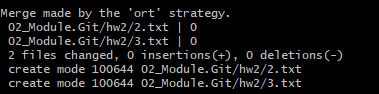 Merge made by the 'ort' strategy.
 02_Module.Git/hw2/2.txt | 0
 02_Module.Git/hw2/3.txt | 0
 2 files changed, 0 insertions(+), 0 deletions(-)
 create mode 100644 02_Module.Git/hw2/2.txt
 create mode 100644 02_Module.Git/hw2/3.txt